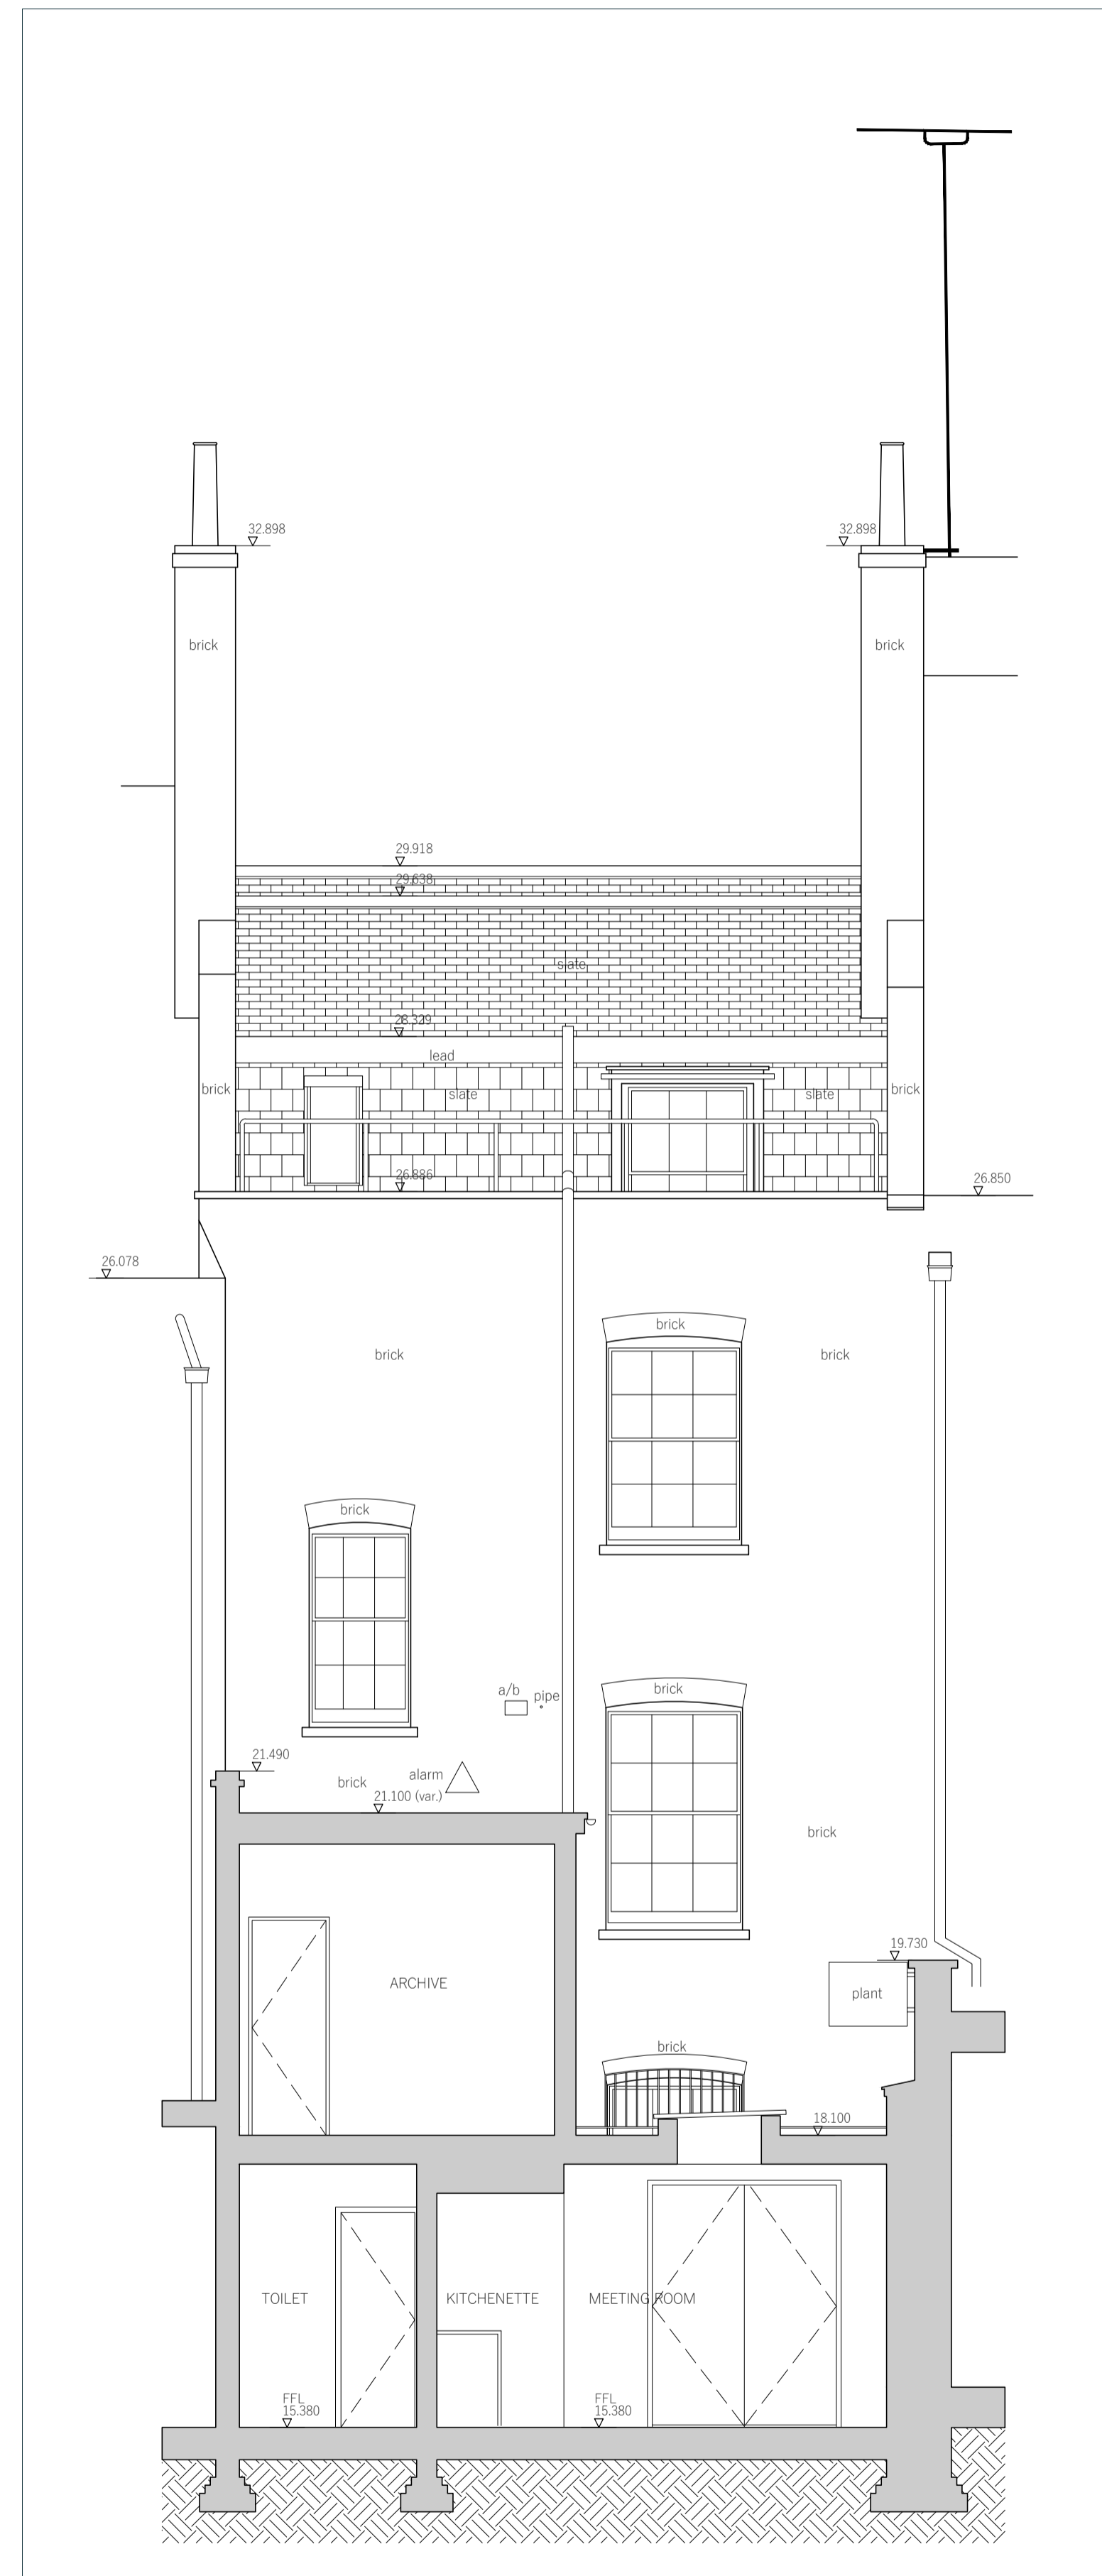 32.898
32.898
brick
brick
29.918
29.638
slate
28.329
lead
brick
slate
slate
brick
26.886
26.850
26.078
brick
brick
brick
brick
a/b
pipe
brick
21.490
brick
alarm
21.100 (var.)
brick
19.730
plant
ARCHIVE
brick
18.100
TOILET
KITCHENETTE
MEETING ROOM
FFL
15.380
FFL
15.380